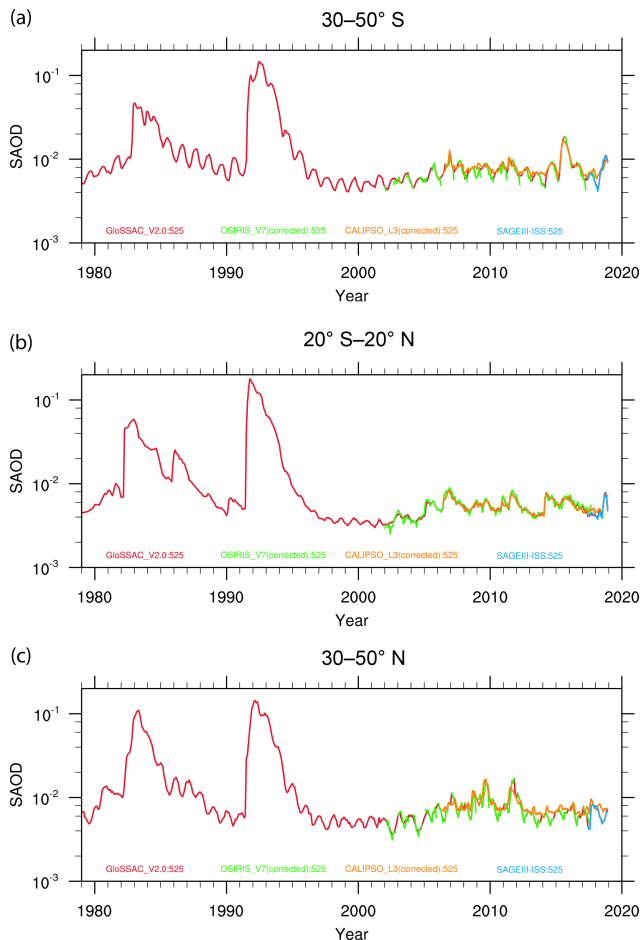 (a)
30–50° S
10-1
10-2
10-3
SAOD
GloSSAC_V2.0:525 OSIRIS_V7(corrected):525 CALIPSO_L3(corrected):525 SAGEIII-ISS:525
1980 1990 2000 2010 2020
Year
(b)
20° S–20° N
10-1
10-2
10-3
SAOD
GloSSAC_V2.0:525 OSIRIS_V7(corrected):525 CALIPSO_L3(corrected):525 SAGEIII-ISS:525
1980 1990 2000 2010 2020
Year
(c)
30–50° N
10-1
10-2
10-3
SAOD
GloSSAC_V2.0:525 OSIRIS_V7(corrected):525 CALIPSO_L3(corrected):525 SAGEIII-ISS:525
1980 1990 2000 2010 2020
Year